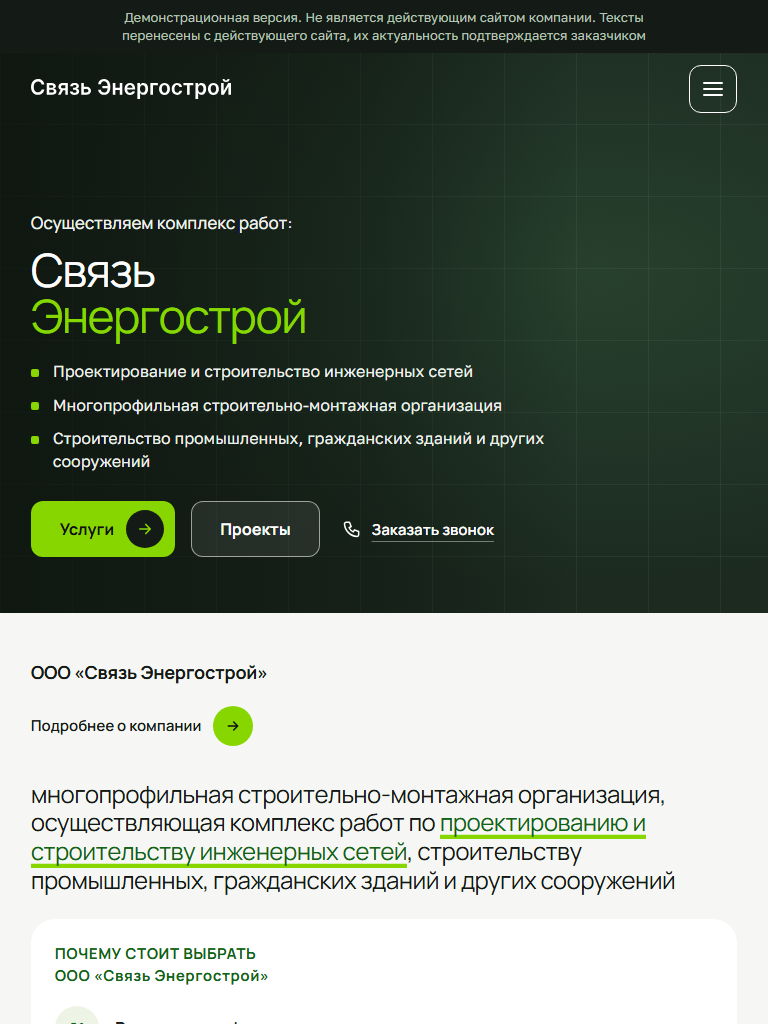 Демонстрационная версия. Не является действующим сайтом компании. Тексты
перенесены с действующего сайта, их актуальность подтверждается заказчиком
Связь Энергострой
Осуществляем комплекс работ:
Связь
Энергострой
Проектирование и строительство инженерных сетей
Многопрофильная строительно-монтажная организация
Строительство промышленных, гражданских зданий и других
сооружений
Услуги
Проекты
Заказать звонок
ООО «Связь Энергострой»
Подробнее о компании
многопрофильная строительно-монтажная организация,
осуществляющая комплекс работ по проектированию и
строительству инженерных сетей, строительству
промышленных, гражданских зданий и других сооружений
ПОЧЕМУ СТОИТ ВЫБРАТЬ
ООО «Связь Энергострой»